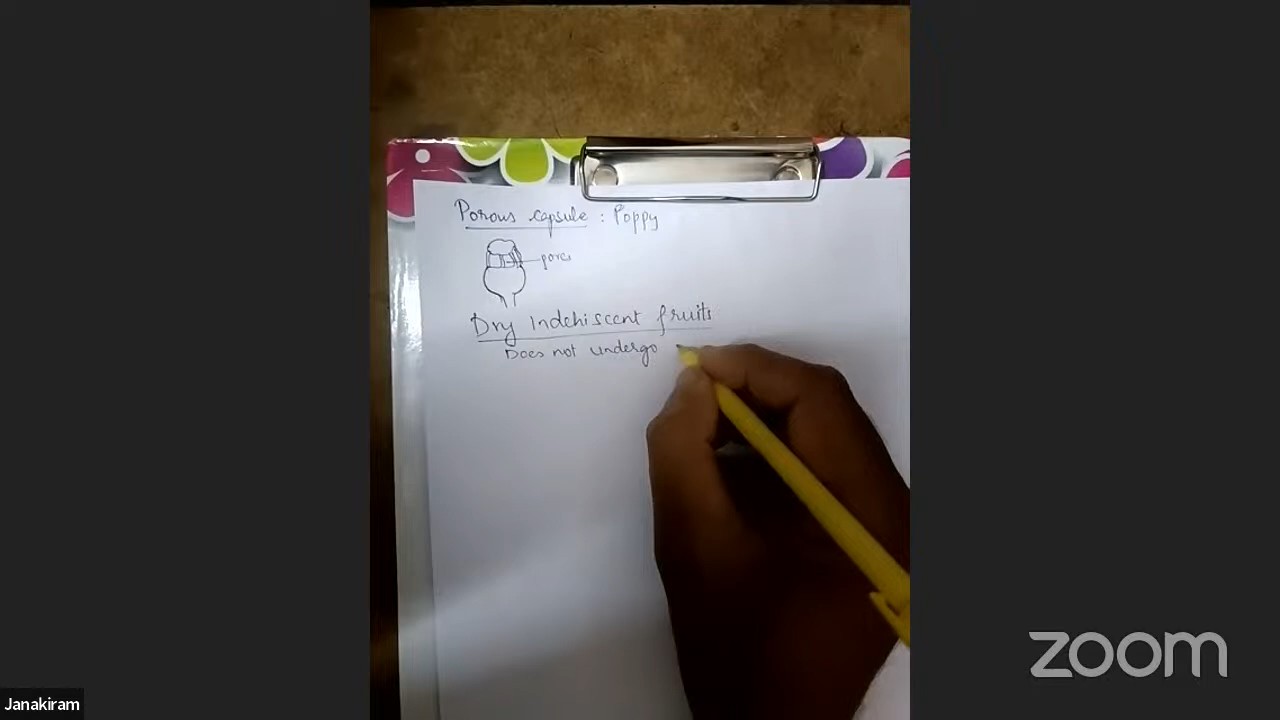 Porous capsule : Poppy
pores
Dry Indehiscent fruits
Does not undergo
zoom
Janakiram